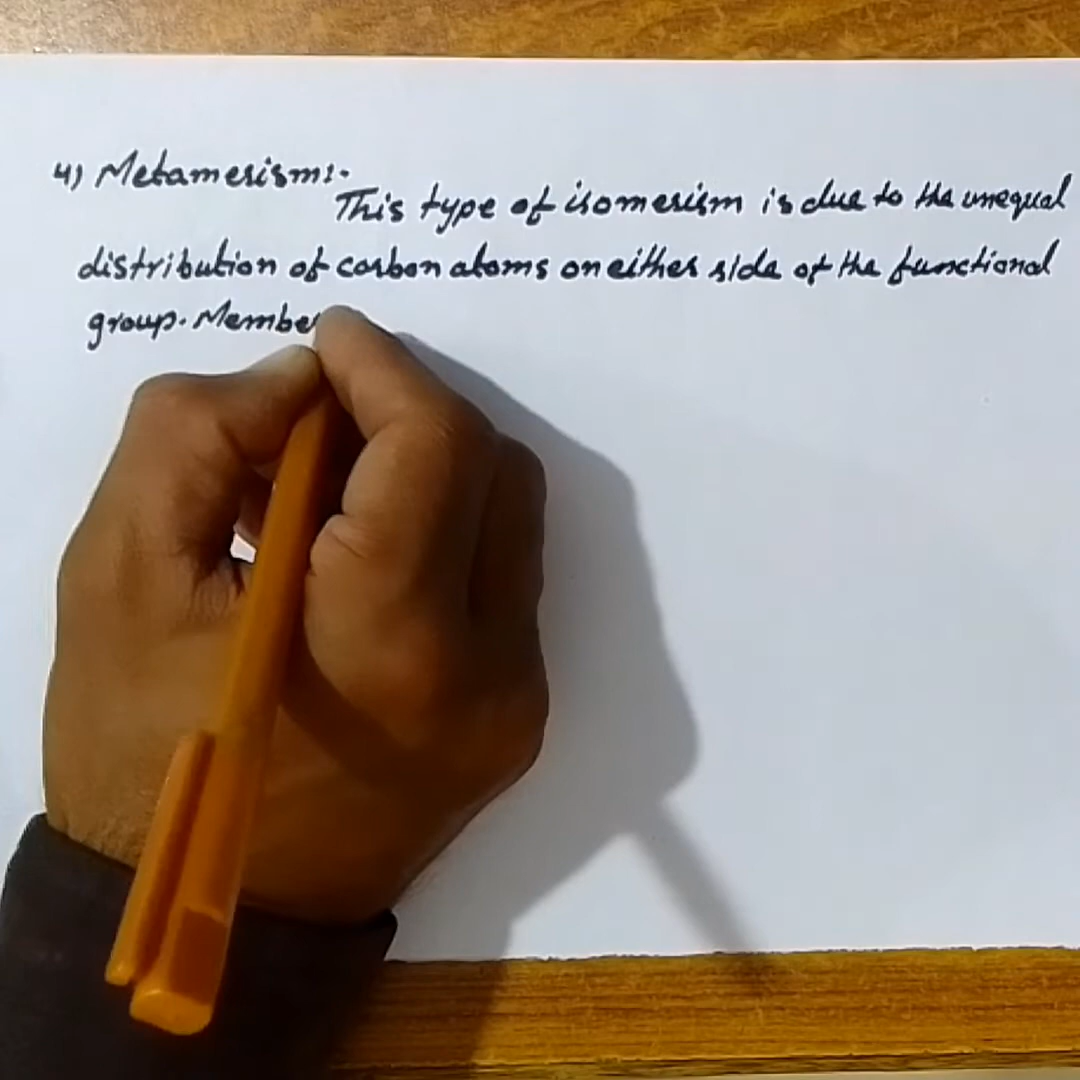 4) Metamerism:-
This type of isomerism is due to the unequal
distribution of carbon atoms on either side of the functional
group. Membe